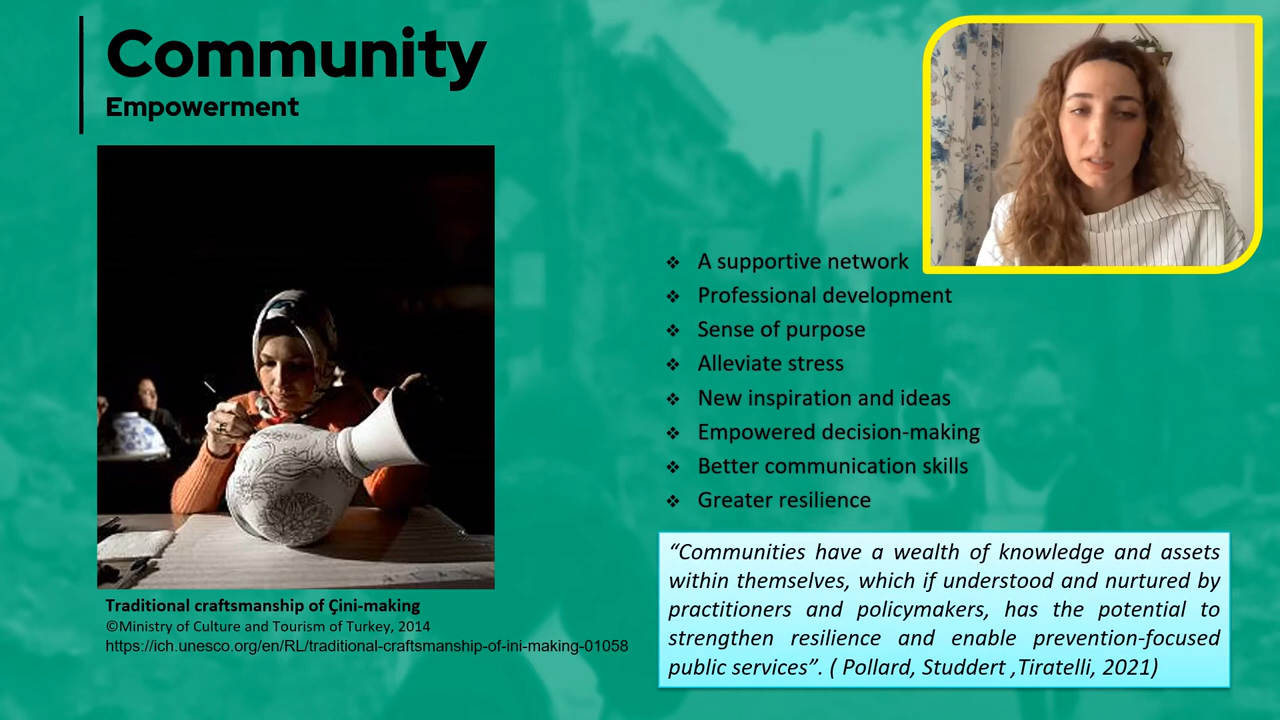 Community
Empowerment
❖ A supportive network
❖ Professional development
❖ Sense of purpose
❖ Alleviate stress
❖ New inspiration and ideas
❖ Empowered decision-making
❖ Better communication skills
❖ Greater resilience
“Communities have a wealth of knowledge and assets
within themselves, which if understood and nurtured by
practitioners and policymakers, has the potential to
strengthen resilience and enable prevention-focused
public services”. ( Pollard, Studdert ,Tiratelli, 2021)
Traditional craftsmanship of Çini-making
©Ministry of Culture and Tourism of Turkey, 2014
https://ich.unesco.org/en/RL/traditional-craftsmanship-of-ini-making-01058